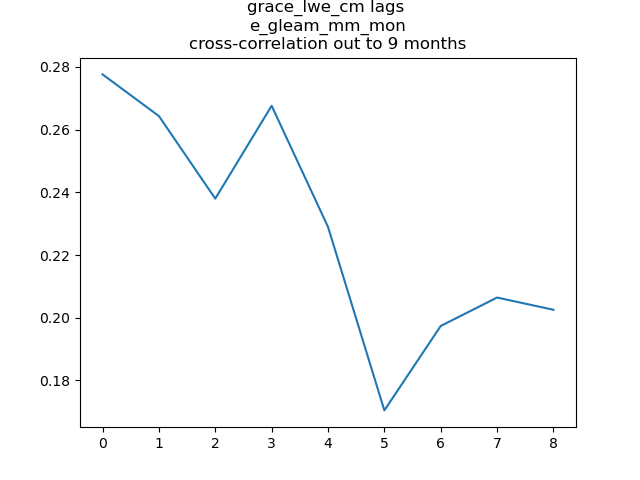 grace_lwe_cm lags
e_gleam_mm_mon
cross-correlation out to 9 months
0.28
0.26
0.24
0.22
0.20
0.18
0 1 2 3 4 5 6 7 8